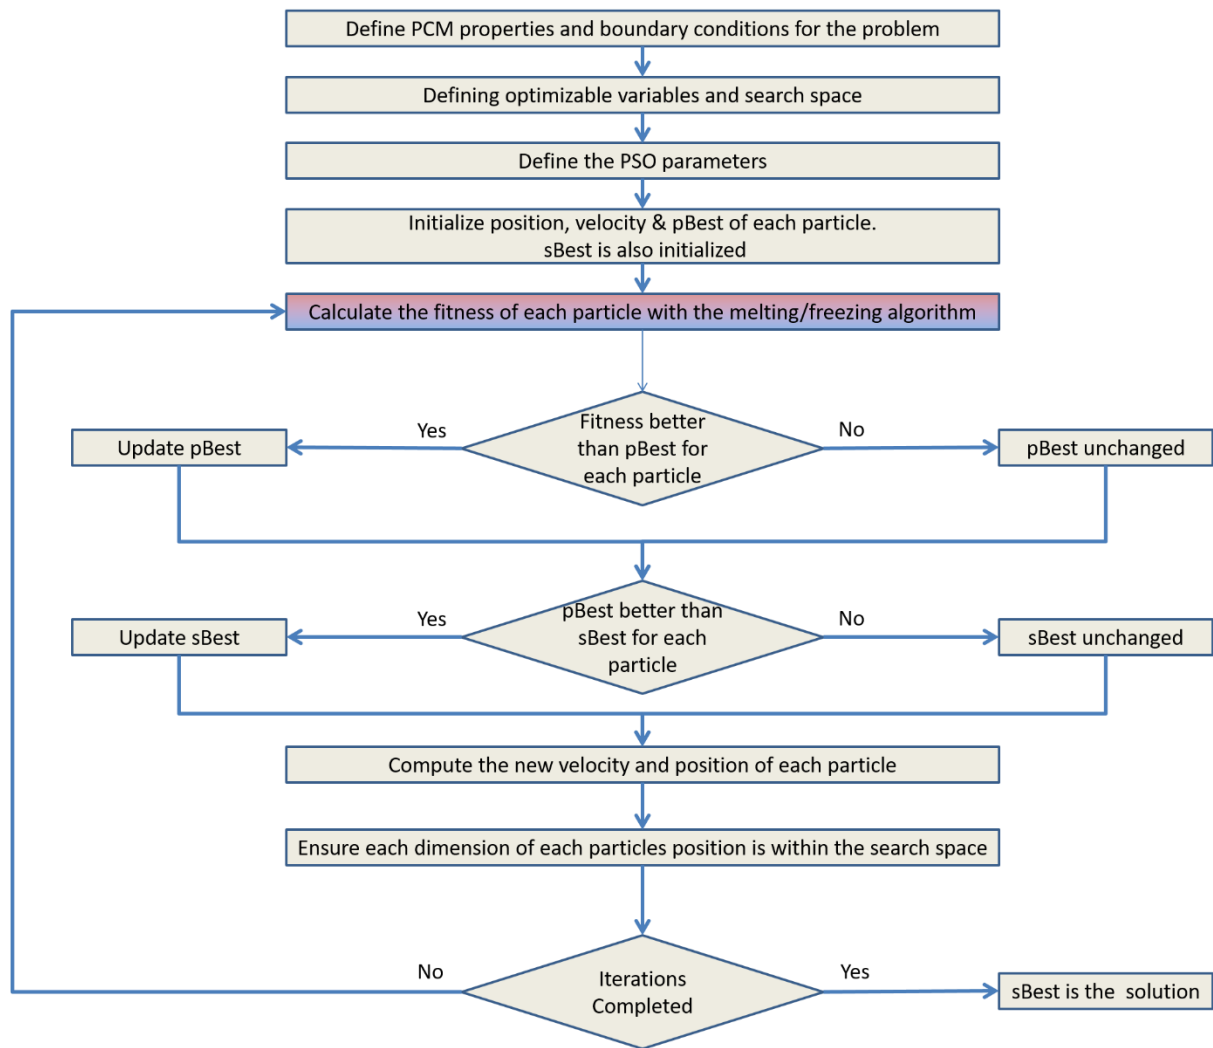 Define PCM properties and boundary conditions for the problem
Defining optimizable variables and search space
Define the PSO parameters
Initialize position, velocity & pBest of each particle.
sBest is also initialized
Calculate the fitness of each particle with the melting/freezing algorithm
Fitness better
than pBest for
each particle
Yes
No
Update pBest
pBest unchanged
pBest better than
sBest for each
particle
Yes
No
Update sBest
sBest unchanged
Compute the new velocity and position of each particle
Ensure each dimension of each particles position is within the search space
Iterations
Completed
No
Yes
sBest is the solution